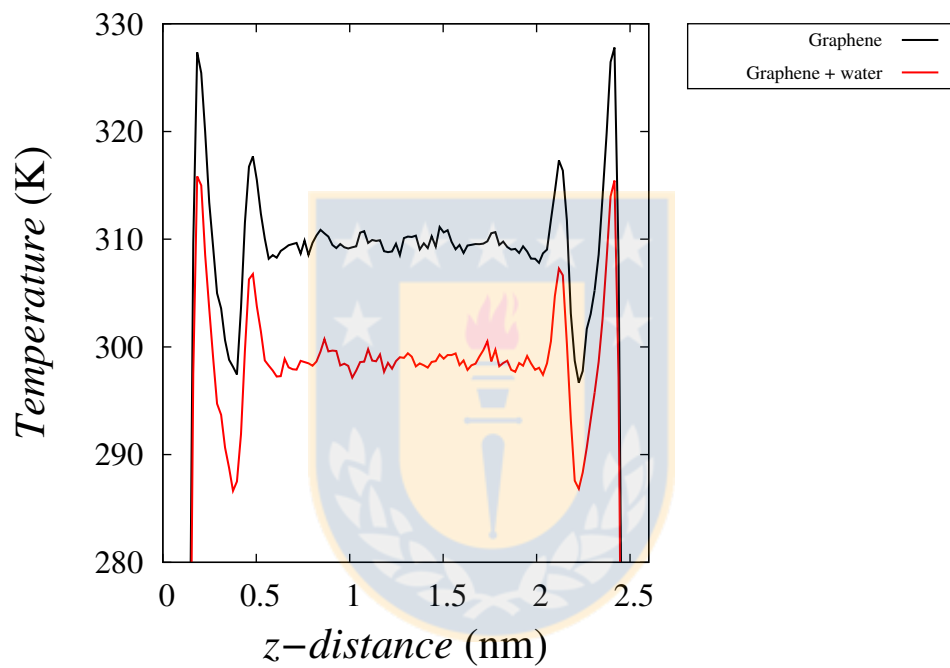 Graphene
Graphene + water
330
320
310
300
290
280
Temperature (K)
0 0.5 1 1.5 2 2.5
z−distance (nm)